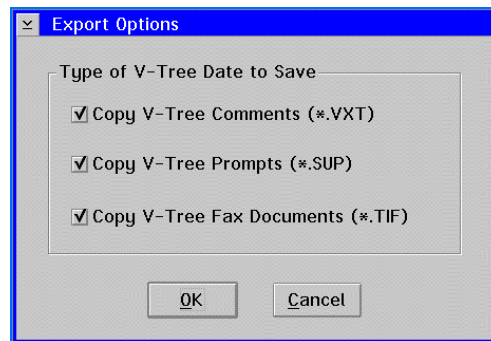 Export Options
Type of V-Tree Date to Save
Copy V-Tree Comments (*.VXT)
Copy V-Tree Prompts (*.SUP)
Copy V-Tree Fax Documents (*.TIF)
OK
Cancel